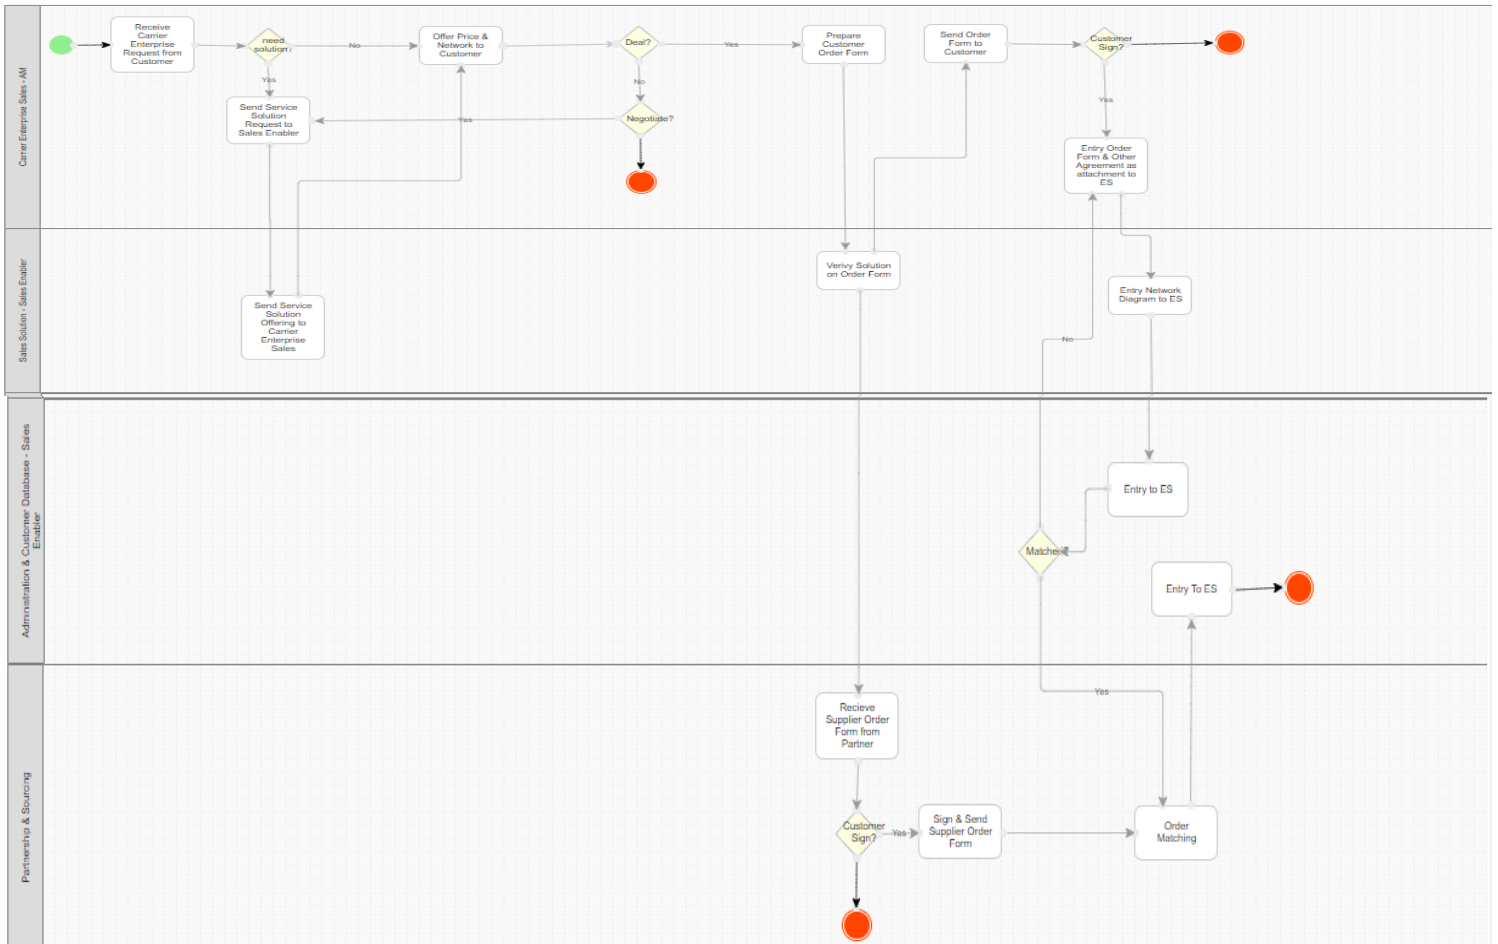 Carrier Enterprise Sales - AM
Receive
Carrier
Enterprise
Request from
Customer
need
solution?
No
Yes
Offer Price &
Network to
Customer
Deal?
Yes
No
Prepare
Customer
Order Form
Send Order
Form to
Customer
Customer
Sign?
Yes
Send Service
Solution
Request to
Sales Enabler
Yes
Negotiate?
Entry Order
Form & Other
Agreement as
attachment to
ES
Sales Solution - Sales Enabler
Send Service
Solution
Offering to
Carrier
Enterprise
Sales
Verivy Solution
on Order Form
Entry Network
Diagram to ES
No
Administration & Customer Database - Sales
Enabler
Entry to ES
Matched?
Entry To ES
Partnership & Sourcing
Yes
Recieve
Supplier Order
Form from
Partner
Customer
Sign?
Yes
Sign & Send
Supplier Order
Form
Order
Matching